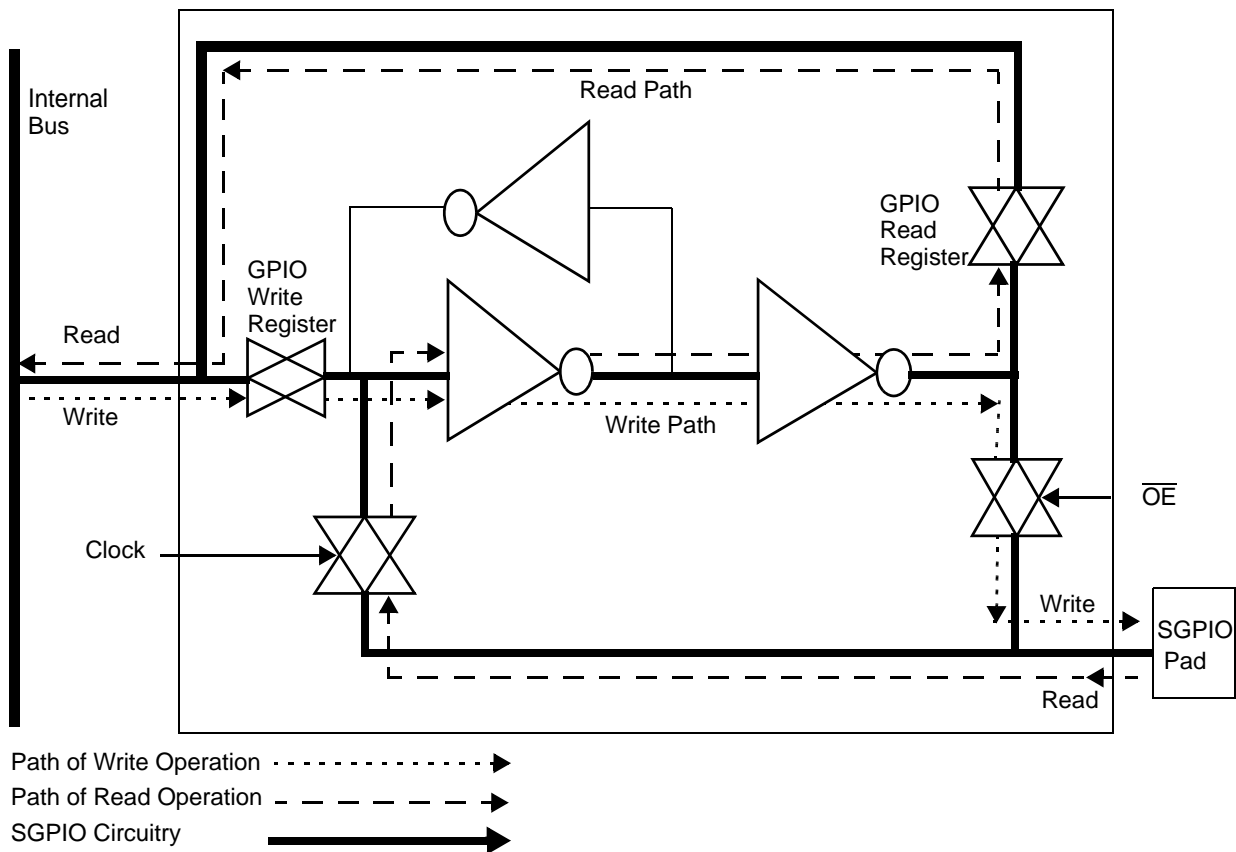 Internal
Bus
Read Path
GPIO
Read
Register
GPIO
Write
Register
Read
Write
Write Path
OE
Clock
Write
SGPIO
Pad
Read
Path of Write Operation
Path of Read Operation
SGPIO Circuitry